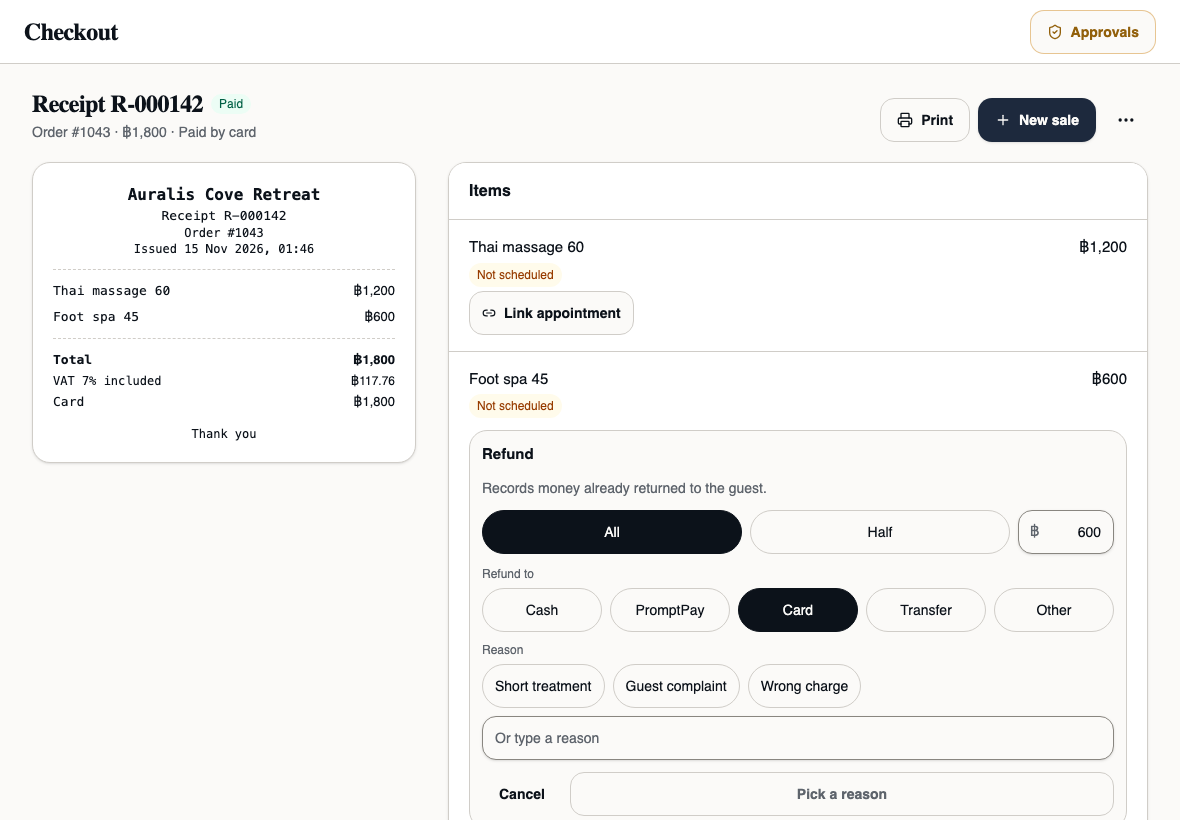 Checkout
Approvals
Receipt R-000142 Paid
Order #1043 · ฿1,800 · Paid by card
Print
New sale
Auralis Cove Retreat
Receipt R-000142
Order #1043
Issued 15 Nov 2026, 01:46
Thai massage 60 ฿1,200
Foot spa 45 ฿600
Total ฿1,800
VAT 7% included ฿117.76
Card ฿1,800
Thank you
Items
Thai massage 60 ฿1,200
Not scheduled
Link appointment
Foot spa 45 ฿600
Not scheduled
Refund
Records money already returned to the guest.
All Half ฿ 600
Refund to
Cash PromptPay Card Transfer Other
Reason
Short treatment Guest complaint Wrong charge
Or type a reason
Cancel Pick a reason